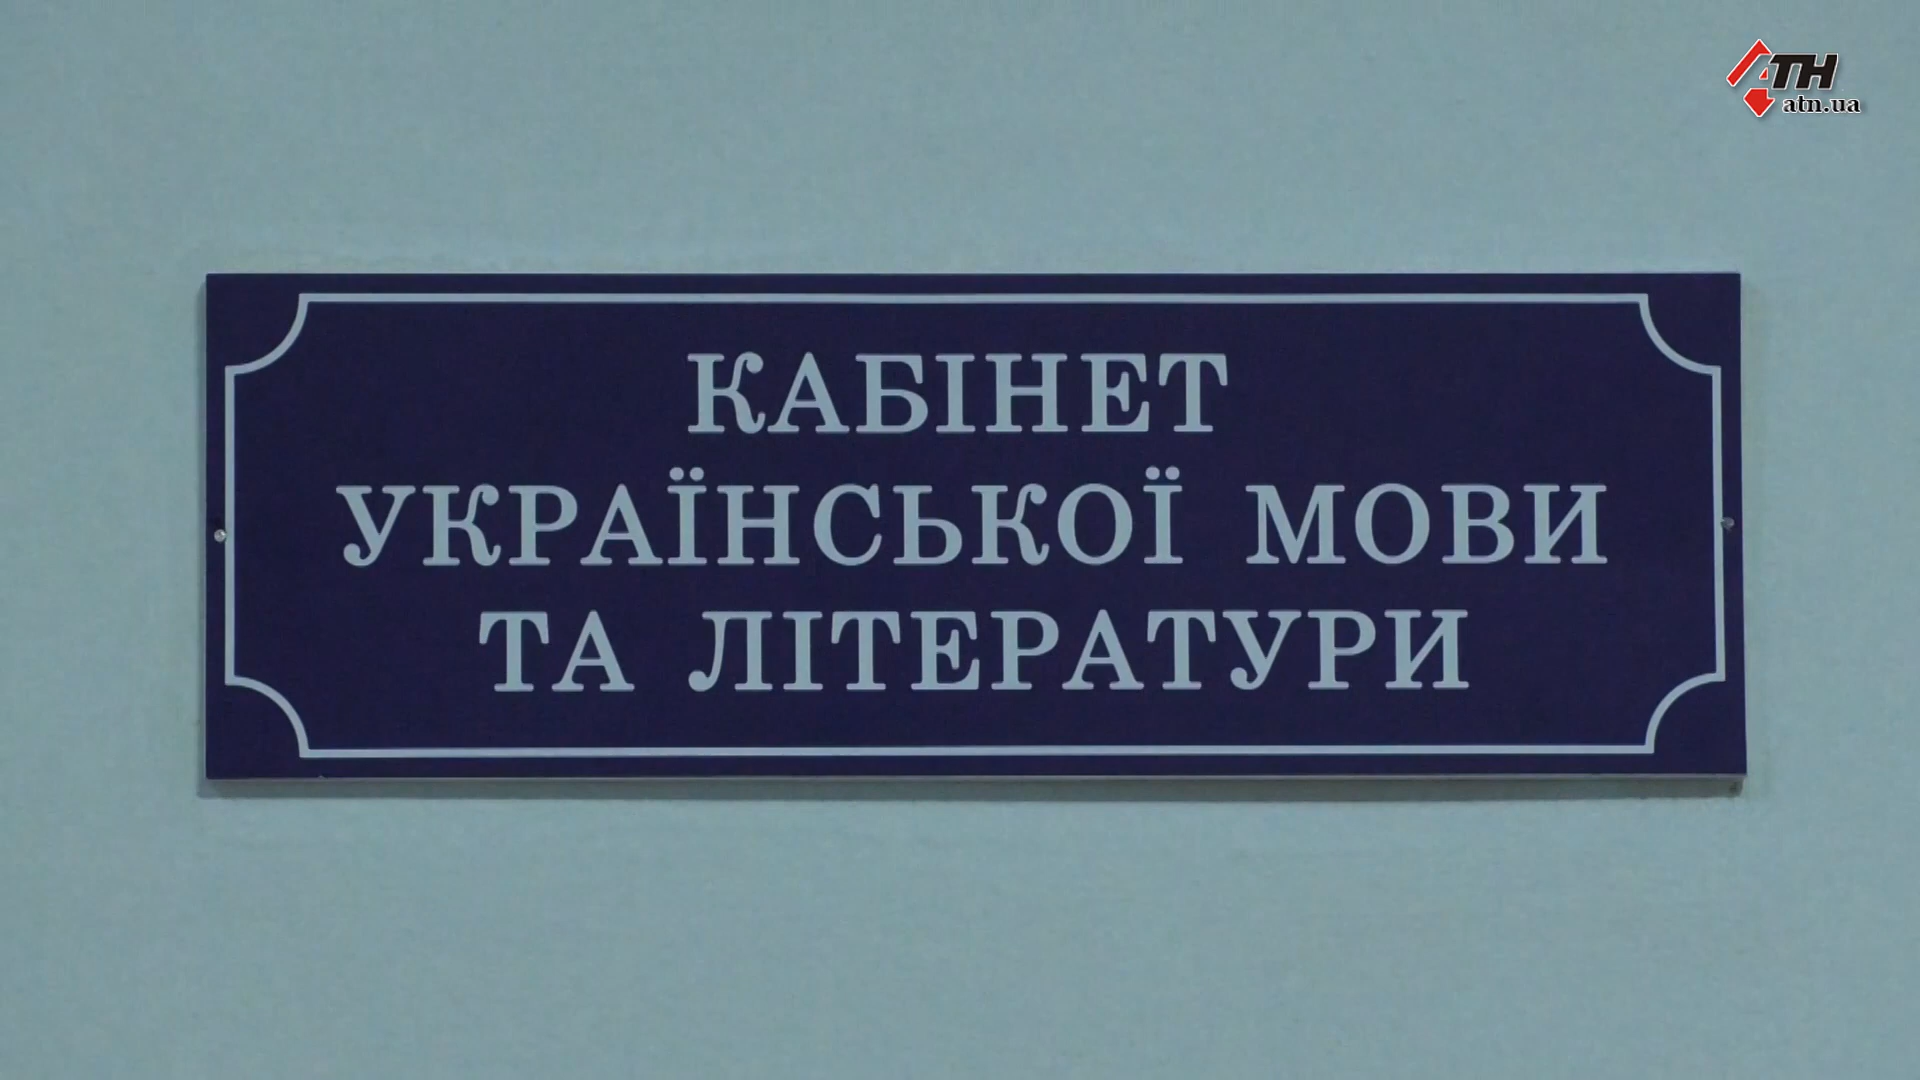 АТН
atn.ua
КАБІНЕТ
УКРАЇНСЬКОЇ МОВИ
ТА ЛІТЕРАТУРИ